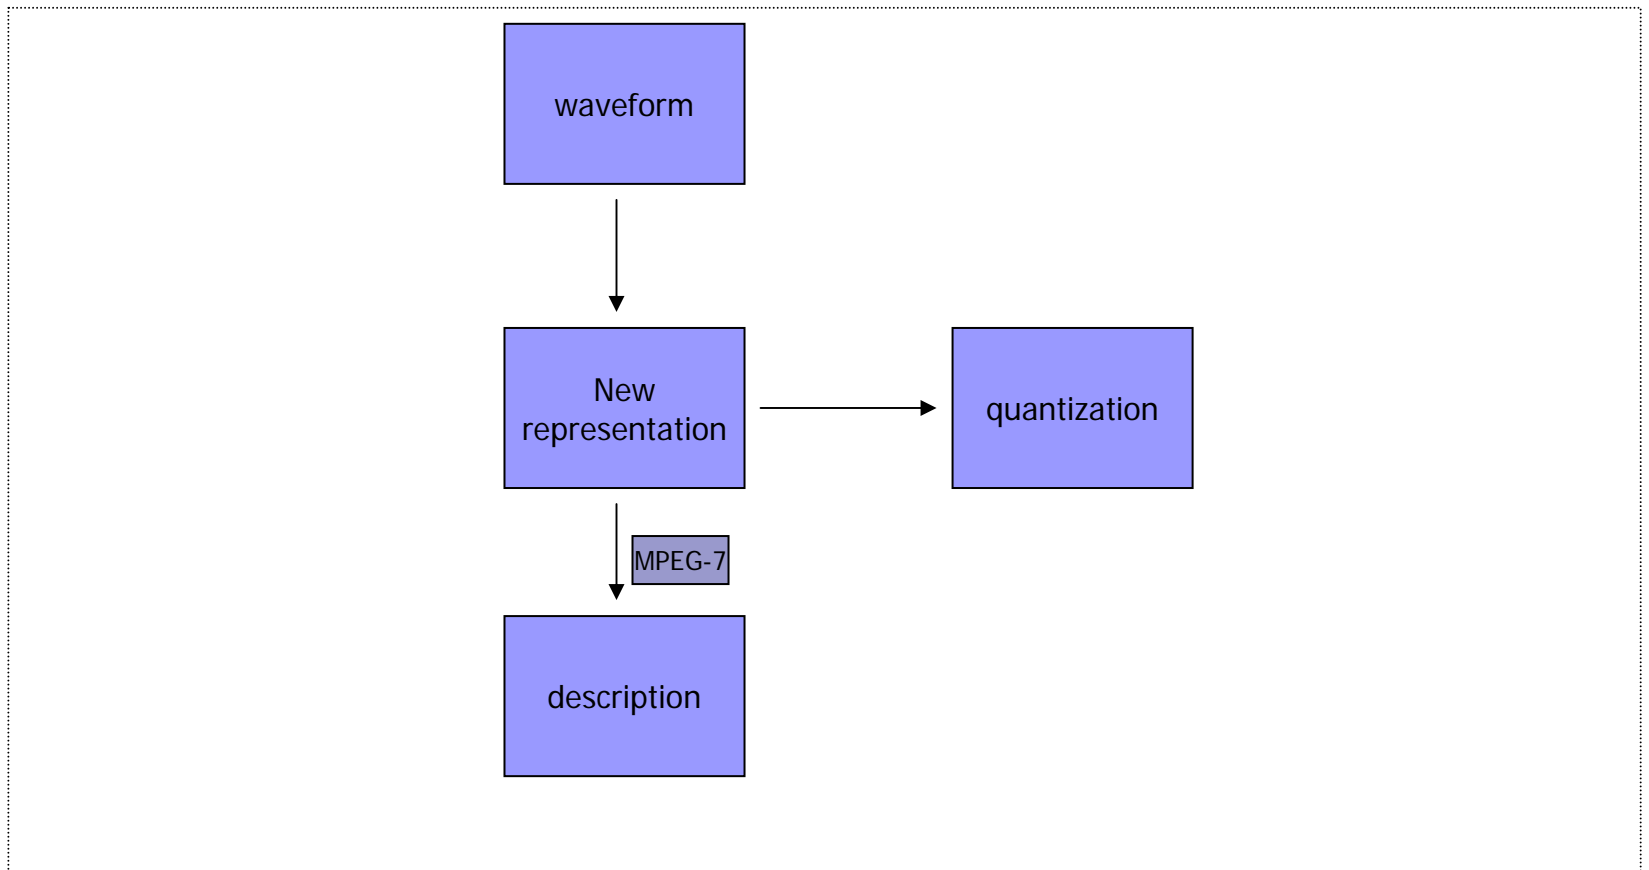 waveform
New
representation
quantization
MPEG-7
description